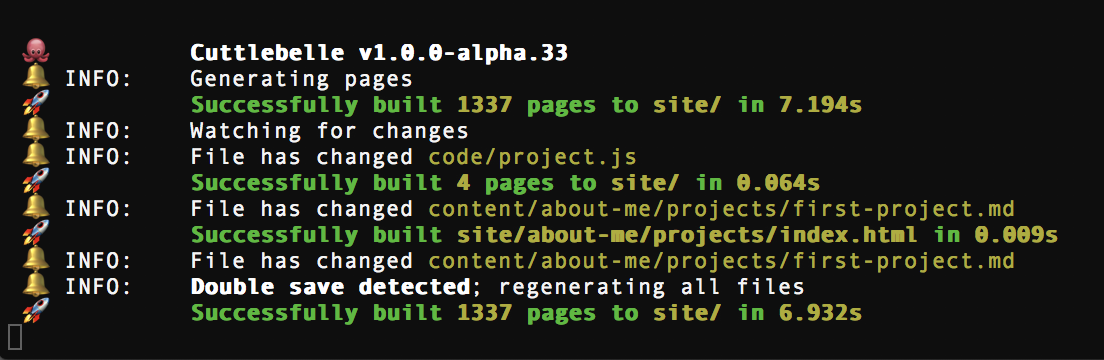 Cuttlebelle v1.0.0-alpha.33
INFO: Generating pages
Successfully built 1337 pages to site/ in 7.194s
INFO: Watching for changes
INFO: File has changed code/project.js
Successfully built 4 pages to site/ in 0.064s
INFO: File has changed content/about-me/projects/first-project.md
Successfully built site/about-me/projects/index.html in 0.009s
INFO: File has changed content/about-me/projects/first-project.md
INFO: Double save detected; regenerating all files
Successfully built 1337 pages to site/ in 6.932s